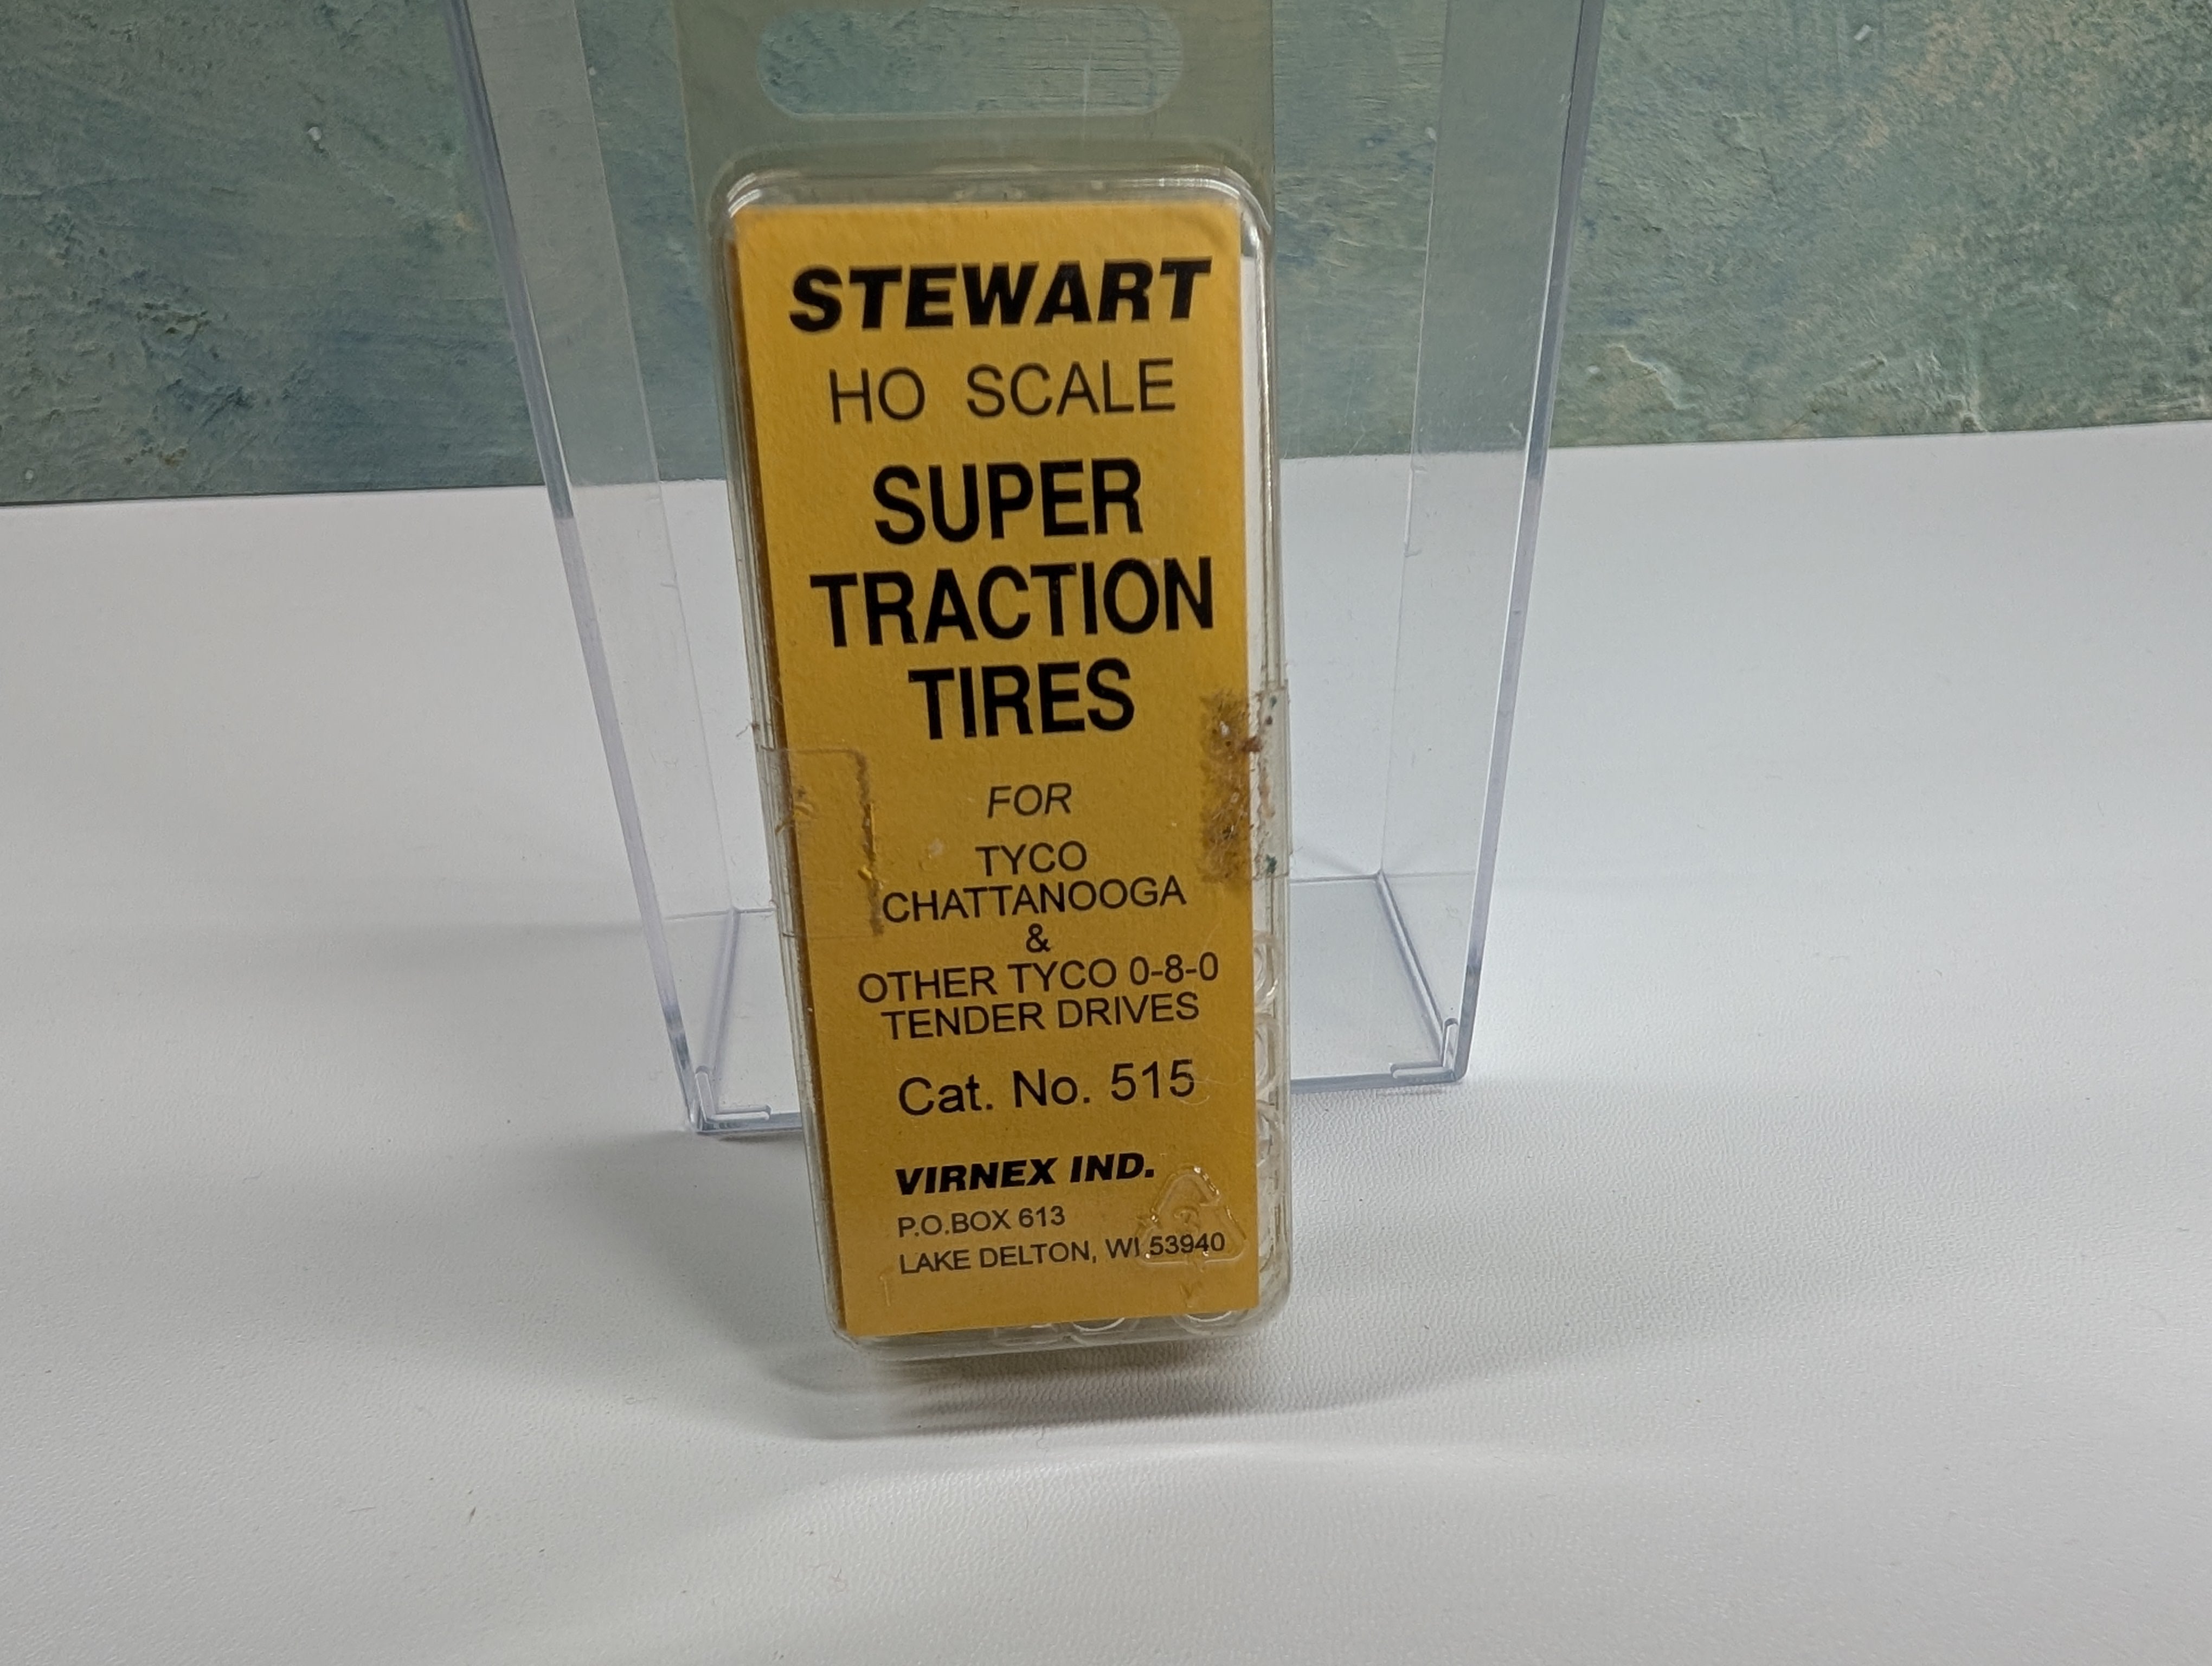 STEWART
HO SCALE
SUPER
TRACTION
TIRES
FOR
TYCO
CHATTANOOGA
&
OTHER TYCO 0-8-0
TENDER DRIVES
Cat. No. 515
VIRNEX IND.
P.O.BOX 613
LAKE DELTON, WI 53940